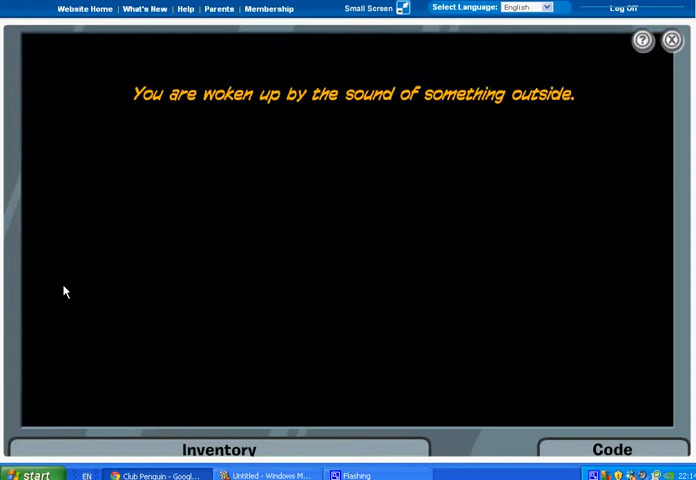 Website Home | What's New | Help | Parents | Membership Small Screen Select Language: English Log Off
? X
You are woken up by the sound of something outside.
Inventory Code
start EN Club Penguin - Googl... Untitled - Windows M... Flashing